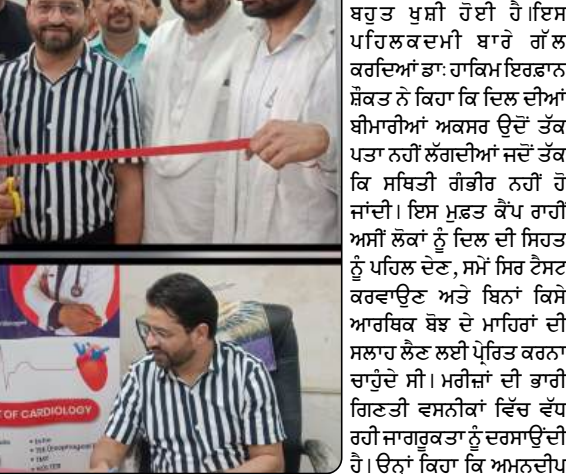 ਬਹੁਤ ਖੁਸ਼ੀ ਹੋਈ ਹੈ।ਇਸ
ਪਹਿਲਕਦਮੀ ਬਾਰੇ ਗੱਲ
ਕਰਦਿਆਂ ਡਾ: ਹਾਕਿਮ ਇਰਫ਼ਾਨ
ਸ਼ੌਕਤ ਨੇ ਕਿਹਾ ਕਿ ਦਿਲ ਦੀਆਂ
ਬੀਮਾਰੀਆਂ ਅਕਸਰ ਉਦੋਂ ਤੱਕ
ਪਤਾ ਨਹੀਂ ਲੱਗਦੀਆਂ ਜਦੋਂ ਤੱਕ
ਕਿ ਸਥਿਤੀ ਗੰਭੀਰ ਨਹੀਂ ਹੋ
ਜਾਂਦੀ। ਇਸ ਮੁਫ਼ਤ ਕੈਂਪ ਰਾਹੀਂ
ਅਸੀਂ ਲੋਕਾਂ ਨੂੰ ਦਿਲ ਦੀ ਸਿਹਤ
ਨੂੰ ਪਹਿਲ ਦੇਣ, ਸਮੇਂ ਸਿਰ ਟੈਸਟ
ਕਰਵਾਉਣ ਅਤੇ ਬਿਨਾਂ ਕਿਸੇ
ਆਰਥਿਕ ਬੋਝ ਦੇ ਮਾਹਿਰਾਂ ਦੀ
ਸਲਾਹ ਲੈਣ ਲਈ ਪ੍ਰੇਰਿਤ ਕਰਨਾ
ਚਾਹੁੰਦੇ ਸੀ। ਮਰੀਜ਼ਾਂ ਦੀ ਭਾਰੀ
ਗਿਣਤੀ ਵਸਨੀਕਾਂ ਵਿੱਚ ਵੱਧ
ਰਹੀ ਜਾਗਰੂਕਤਾ ਨੂੰ ਦਰਸਾਉਂਦੀ
ਹੈ। ਉਨ੍ਹਾਂ ਕਿਹਾ ਕਿ ਅਮਨਦੀਪ
OF CARDIOLOGY
TMT